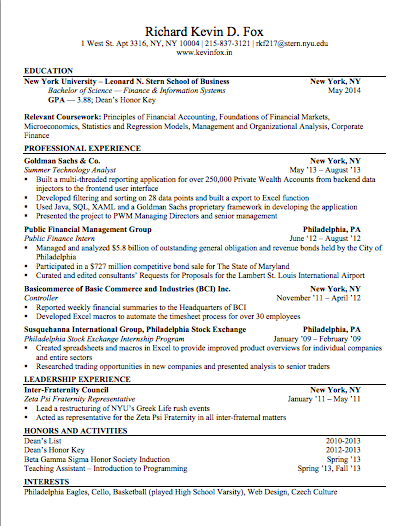 Richard Kevin D. Fox
1 West St. Apt 3316, NY, NY 10004 | 215-837-3121 | rkf217@stern.nyu.edu
www.kevinfox.in
EDUCATION
New York University – Leonard N. Stern School of Business New York, NY
Bachelor of Science — Finance & Information Systems May 2014
GPA — 3.88; Dean's Honor Key
Relevant Coursework: Principles of Financial Accounting, Foundations of Financial Markets,
Microeconomics, Statistics and Regression Models, Management and Organizational Analysis, Corporate
Finance
PROFESSIONAL EXPERIENCE
Goldman Sachs & Co. New York, NY
Summer Technology Analyst May '13 – August '13
▪ Built a multi-threaded reporting application for over 250,000 Private Wealth Accounts from backend data
injectors to the frontend user interface
▪ Developed filtering and sorting on 28 data points and built a export to Excel function
▪ Used Java, SQL, XAML and a Goldman Sachs proprietary framework in developing the application
▪ Presented the project to PWM Managing Directors and senior management
Public Financial Management Group Philadelphia, PA
Public Finance Intern June '12 – August '12
▪ Managed and analyzed $5.8 billion of outstanding general obligation and revenue bonds held by the City of
Philadelphia
▪ Participated in a $727 million competitive bond sale for The State of Maryland
▪ Curated and edited consultants' Requests for Proposals for the Lambert St. Louis International Airport
Basicommerce of Basic Commerce and Industries (BCI) Inc. New York, NY
Controller November '11 – April '12
▪ Reported weekly financial summaries to the Headquarters of BCI
▪ Developed Excel macros to automate the timesheet process for over 30 employees
Susquehanna International Group, Philadelphia Stock Exchange Philadelphia, PA
Philadelphia Stock Exchange Internship Program January '09 – February '09
▪ Created spreadsheets and macros in Excel to provide improved product overviews for individual companies
and entire sectors
▪ Researched trading opportunities in new companies and presented analysis to senior traders
LEADERSHIP EXPERIENCE
Inter-Fraternity Council New York, NY
Zeta Psi Fraternity Representative January '11 – May '11
▪ Lead a restructuring of NYU's Greek Life rush events
▪ Acted as representative for the Zeta Psi Fraternity in all inter-fraternal matters
HONORS AND ACTIVITIES
Dean's List 2010-2013
Dean's Honor Key 2012-2013
Beta Gamma Sigma Honor Society Induction Spring '13
Teaching Assistant – Introduction to Programming Spring '13, Fall '13
INTERESTS
Philadelphia Eagles, Cello, Basketball (played High School Varsity), Web Design, Czech Culture